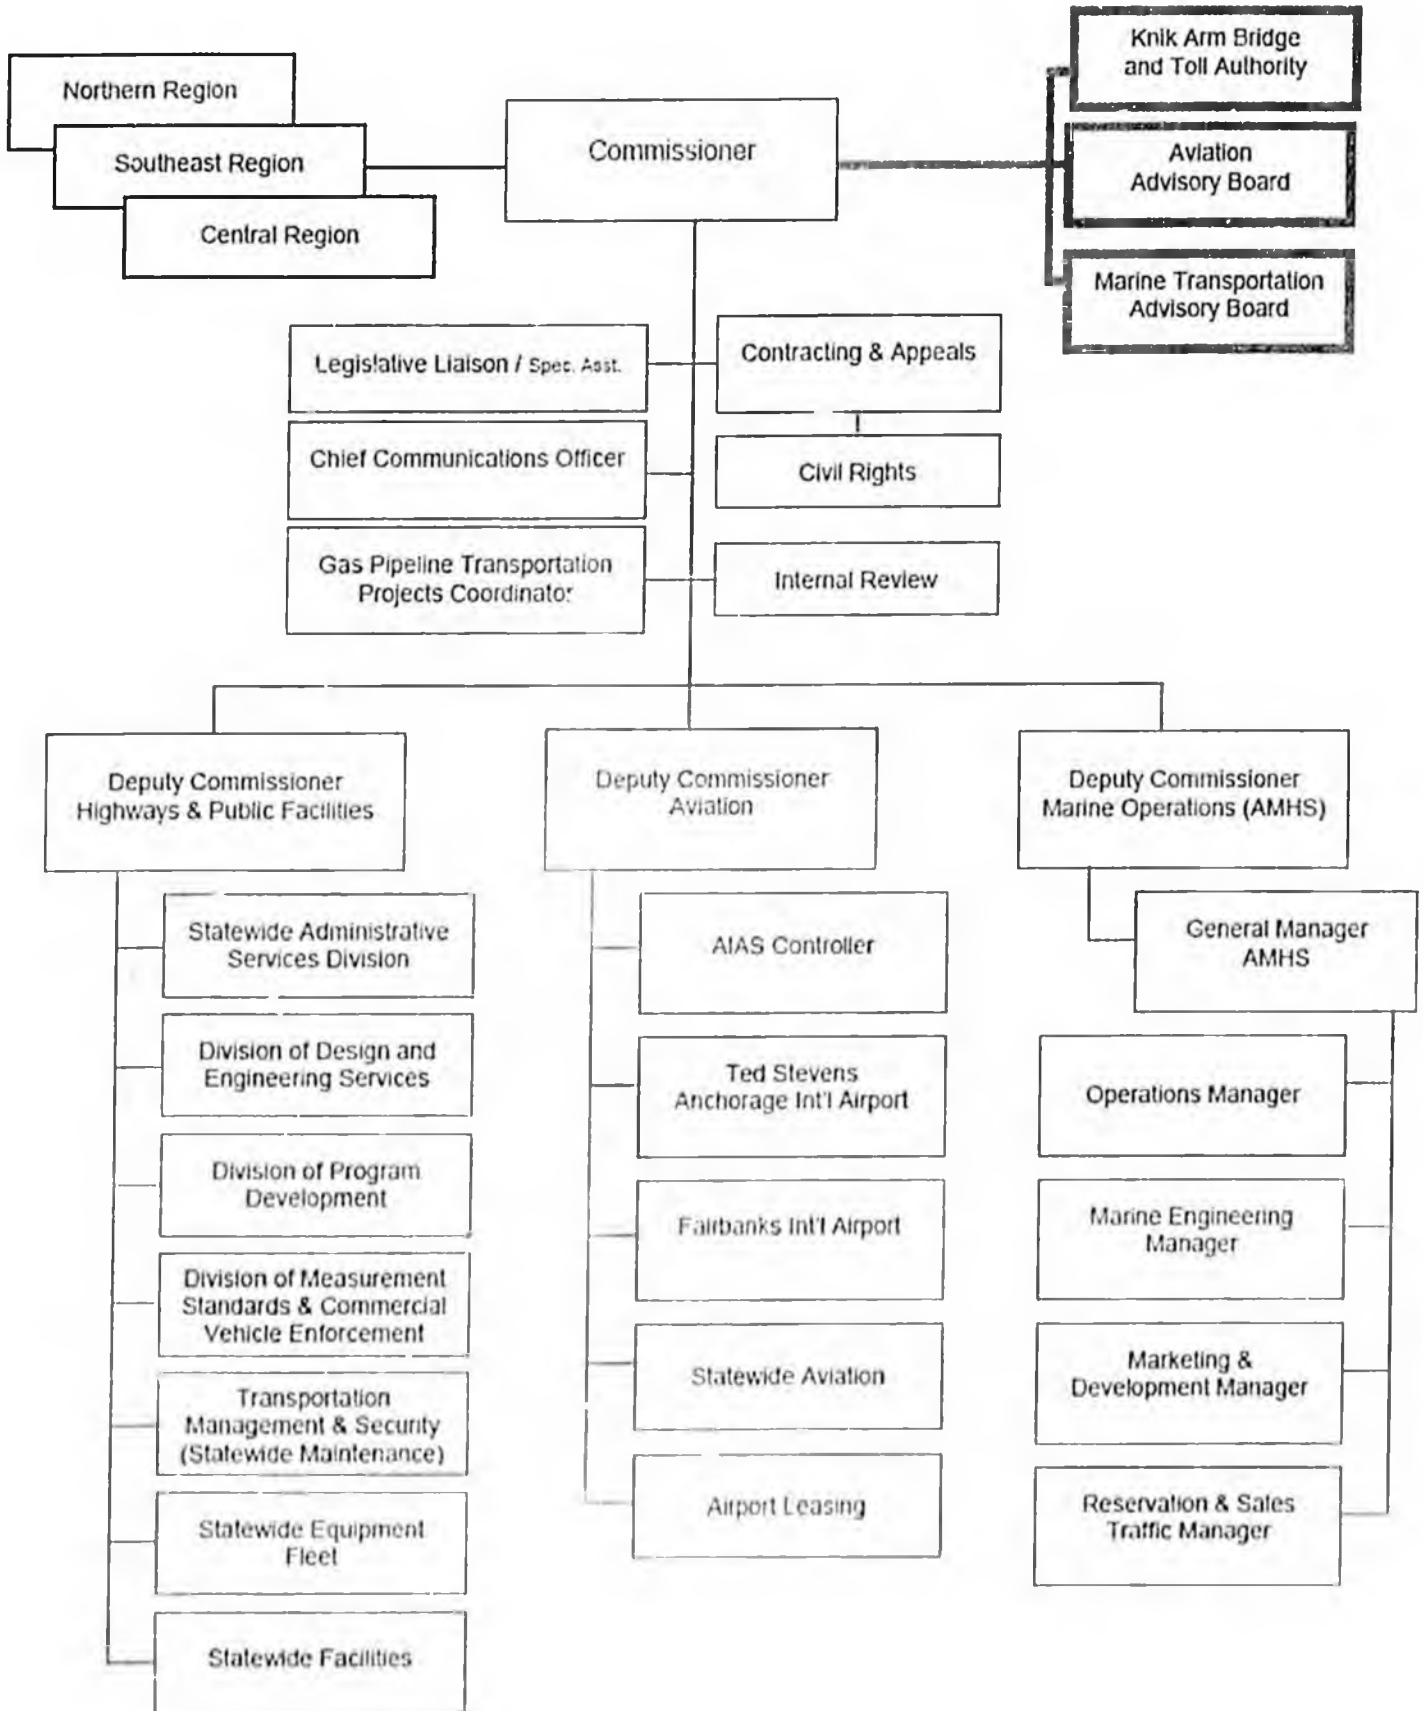 Knik Arm Bridge
and Toll Authority
Northern Region
Commissioner
Southeast Region
Aviation
Advisory Board
Central Region
Marine Transportation
Advisory Board
Legislative Liaison / Spec. Asst.
Contracting & Appeals
Chief Communications Officer
Civil Rights
Gas Pipeline Transportation
Projects Coordinator
Internal Review
Deputy Commissioner
Highways & Public Facilities
Deputy Commissioner
Aviation
Deputy Commissioner
Marine Operations (AMHS)
Statewide Administrative
Services Division
Division of Design and
Engineering Services
Division of Program
Development
Division of Measurement
Standards & Commercial
Vehicle Enforcement
Transportation
Management & Security
(Statewide Maintenance)
Statewide Equipment
Fleet
Statewide Facilities
AIAS Controller
Ted Stevens
Anchorage Int'l Airport
Fairbanks Int'l Airport
Statewide Aviation
Airport Leasing
General Manager
AMHS
Operations Manager
Marine Engineering
Manager
Marketing &
Development Manager
Reservation & Sales
Traffic Manager